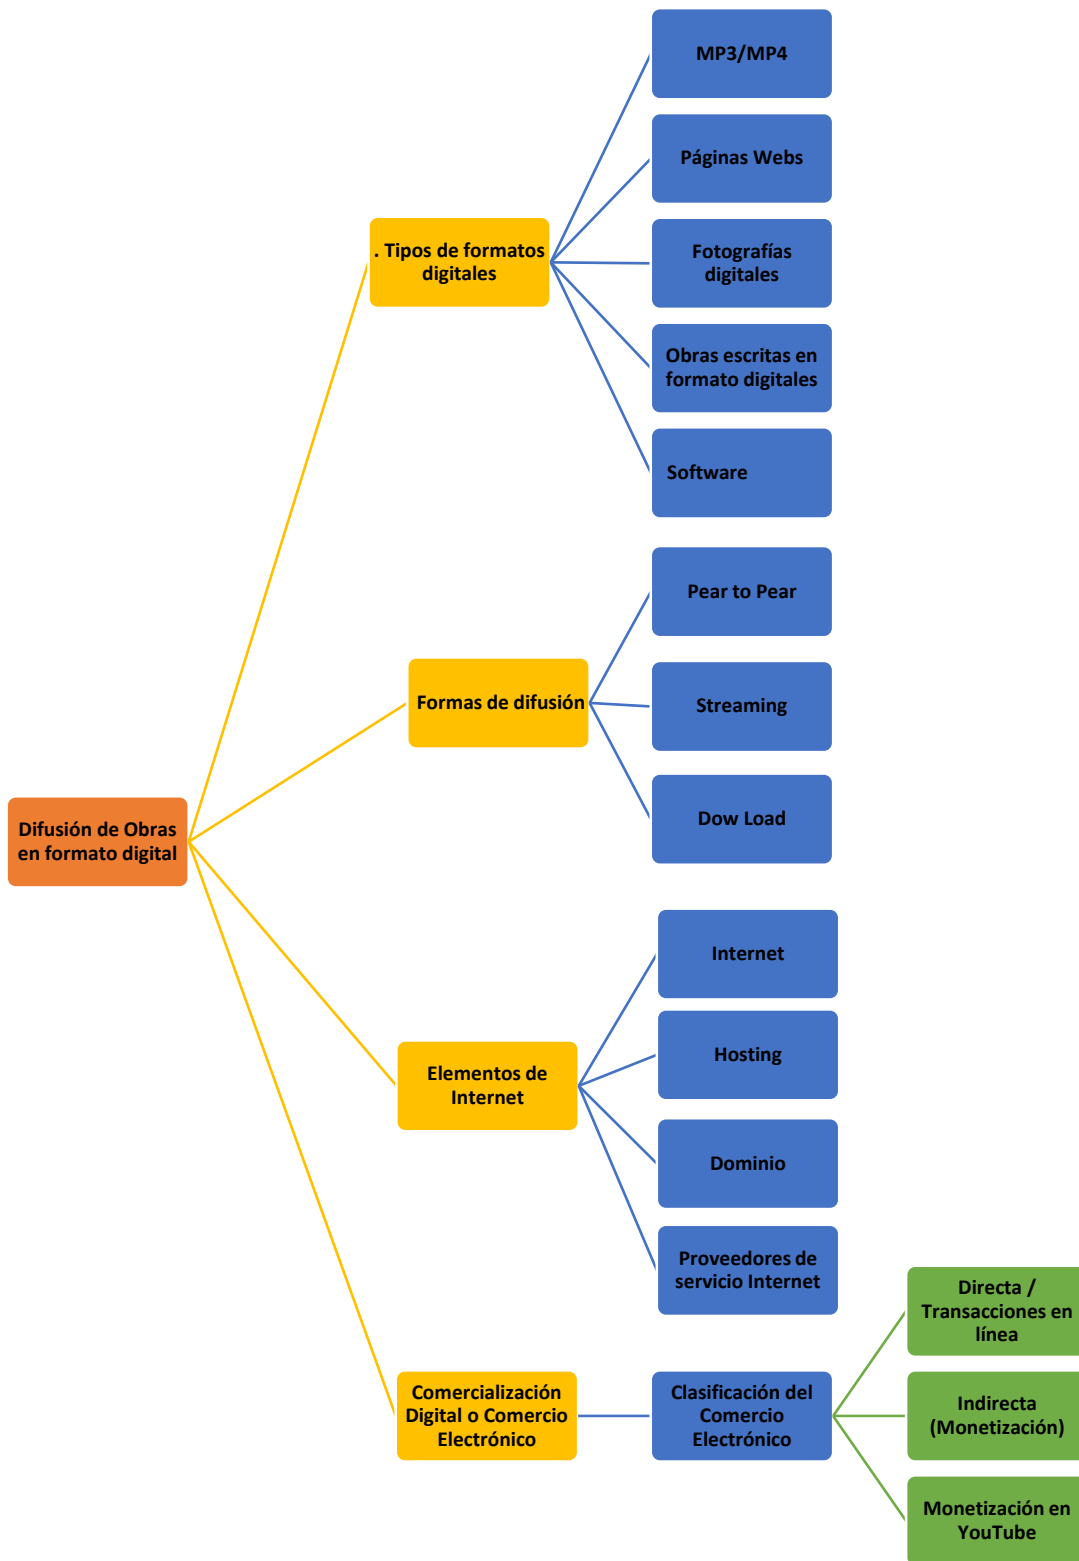 MP3/MP4
Páginas Webs
. Tipos de formatos
digitales
Fotografías
digitales
Obras escritas en
formato digitales
Software
Pear to Pear
Formas de difusión
Streaming
Dow Load
Difusión de Obras
en formato digital
Internet
Hosting
Elementos de
Internet
Dominio
Proveedores de
servicio Internet
Comercialización
Digital o Comercio
Electrónico
Clasificación del
Comercio
Electrónico
Directa /
Transacciones en
línea
Indirecta
(Monetización)
Monetización en
YouTube